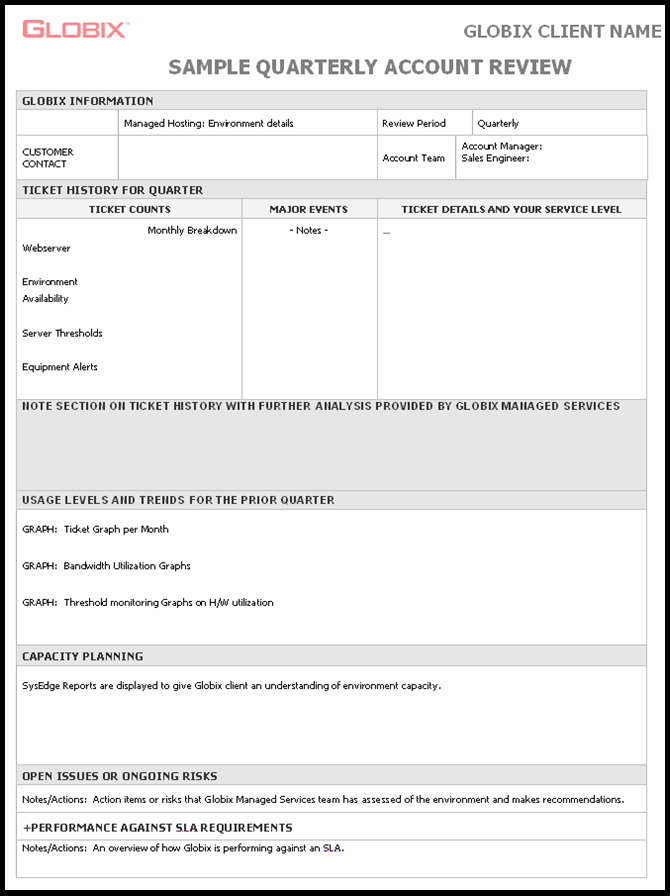 GLOBIX™
GLOBIX CLIENT NAME
SAMPLE QUARTERLY ACCOUNT REVIEW
GLOBIX INFORMATION
Managed Hosting: Environment details
Review Period
Quarterly
CUSTOMER
CONTACT
Account Team
Account Manager:
Sales Engineer:
TICKET HISTORY FOR QUARTER
TICKET COUNTS
MAJOR EVENTS
TICKET DETAILS AND YOUR SERVICE LEVEL
Monthly Breakdown
- Notes -
_
Webserver
Environment
Availability
Server Thresholds
Equipment Alerts
NOTE SECTION ON TICKET HISTORY WITH FURTHER ANALYSIS PROVIDED BY GLOBIX MANAGED SERVICES
USAGE LEVELS AND TRENDS FOR THE PRIOR QUARTER
GRAPH: Ticket Graph per Month
GRAPH: Bandwidth Utilization Graphs
GRAPH: Threshold monitoring Graphs on H/W utilization
CAPACITY PLANNING
SysEdge Reports are displayed to give Globix client an understanding of environment capacity.
OPEN ISSUES OR ONGOING RISKS
Notes/Actions: Action items or risks that Globix Managed Services team has assessed of the environment and makes recommendations.
+PERFORMANCE AGAINST SLA REQUIREMENTS
Notes/Actions: An overview of how Globix is performing against an SLA.